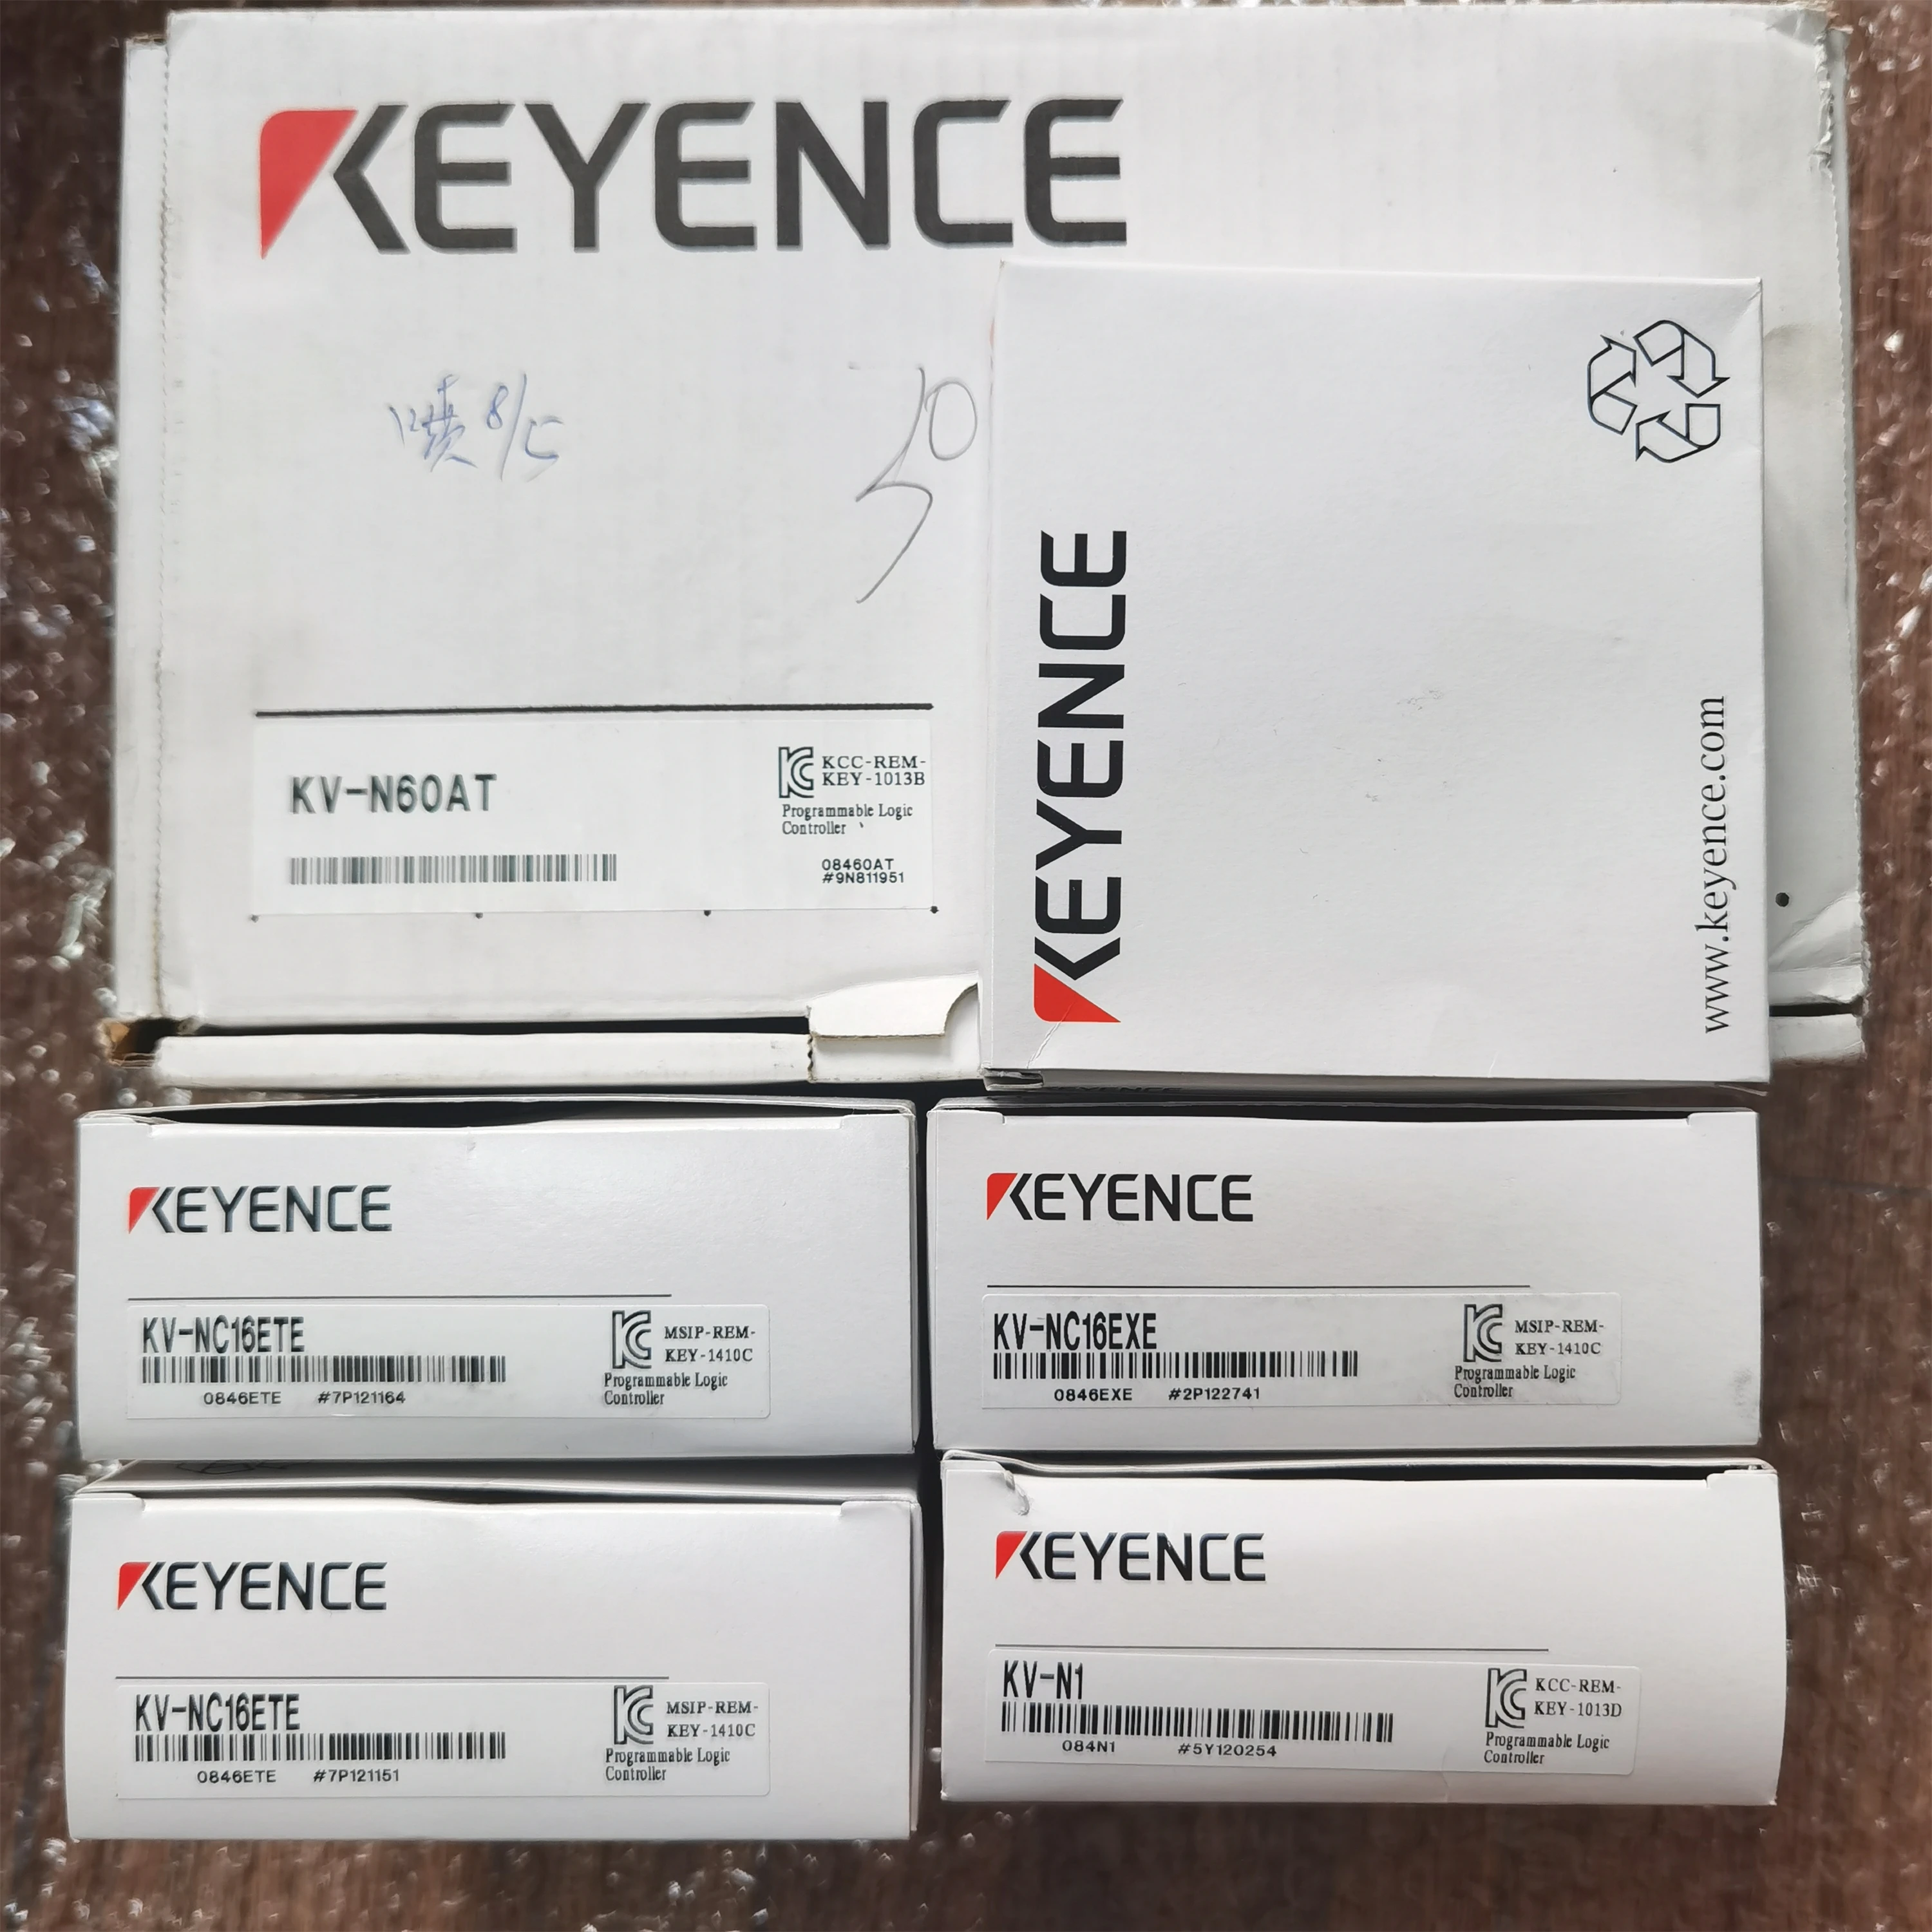 KEYENCE
噴 8/5
KV-N60AT
KCC-REM-
KEY-1013B
Programmable Logic
Controller
08460AT
#9N811951
KEYENCE
www.keyence.com
KEYENCE
KV-NC16ETE
MSIP-REM-
KEY-1410C
Programmable Logic
Controller
0846ETE #7P121164
KEYENCE
KV-NC16EXE
MSIP-REM-
KEY-1410C
Programmable Logic
Controller
0846EXE #2P122741
KEYENCE
KV-NC16ETE
MSIP-REM-
KEY-1410C
Programmable Logic
Controller
0846ETE #7P121151
KEYENCE
KV-N1
KCC-REM-
KEY-1013D
Programmable Logic
Controller
084N1 #5Y120254